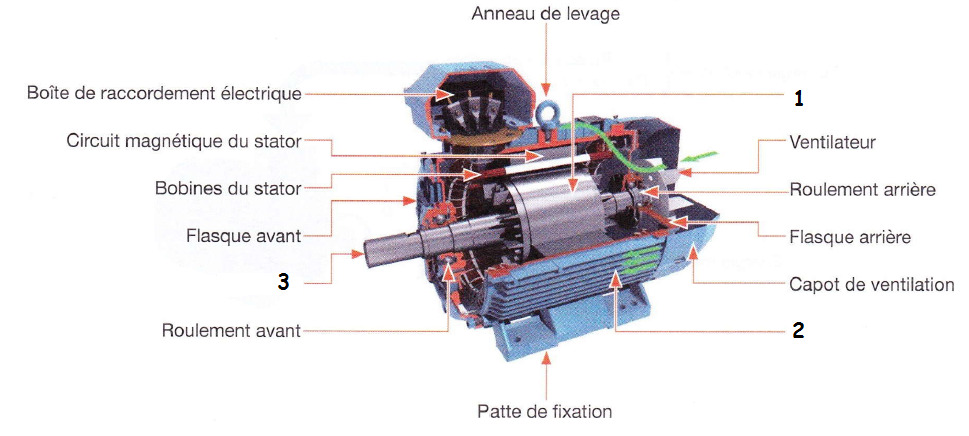 Anneau de levage
Boîte de raccordement électrique
1
Circuit magnétique du stator
Ventilateur
Bobines du stator
Roulement arrière
Flasque avant
Flasque arrière
3
Capot de ventilation
Roulement avant
2
Patte de fixation